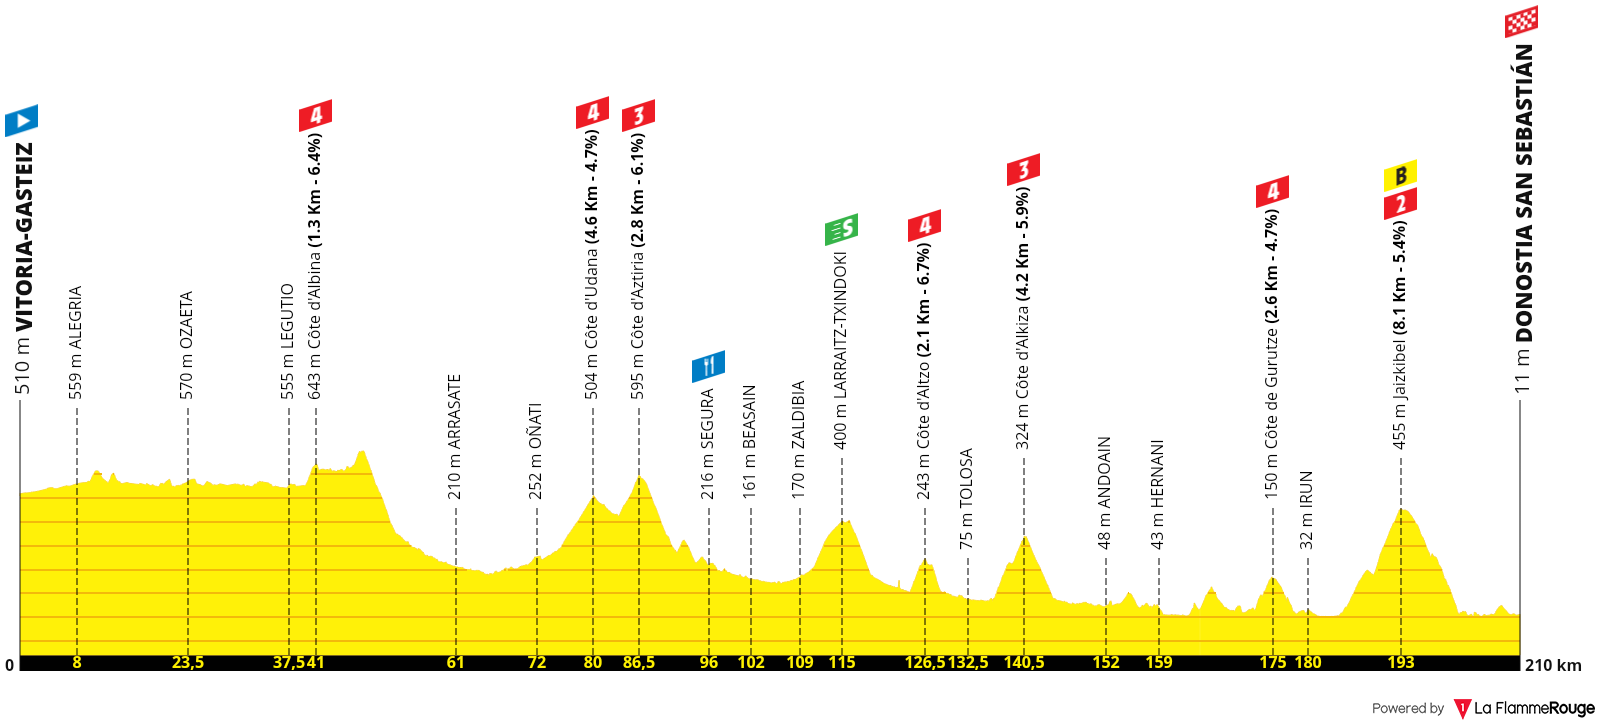 510 m VITORIA-GASTEIZ
559 m ALEGRIA
570 m OZAETA
555 m LEGUTIO
4
643 m Côte d'Albina (1.3 Km - 6.4%)
210 m ARRASATE
252 m OÑATI
4
504 m Côte d'Udana (4.6 Km - 4.7%)
3
595 m Côte d'Aztiria (2.8 Km - 6.1%)
216 m SEGURA
161 m BEASAIN
170 m ZALDIBIA
S
400 m LARRAITZ-TXINDOKI
4
243 m Côte d'Altzo (2.1 Km - 6.7%)
75 m TOLOSA
3
324 m Côte d'Alkiza (4.2 Km - 5.9%)
48 m ANDOAIN
43 m HERNANI
4
150 m Côte de Gurutze (2.6 Km - 4.7%)
32 m IRUN
B
2
455 m Jaizkibel (8.1 Km - 5.4%)
11 m DONOSTIA SAN SEBASTIÁN
0 8 23,5 37,5 41 61 72 80 86,5 96 102 109 115 126,5 132,5 140,5 152 159 175 180 193 210 km
Powered by 1 La FlammeRouge